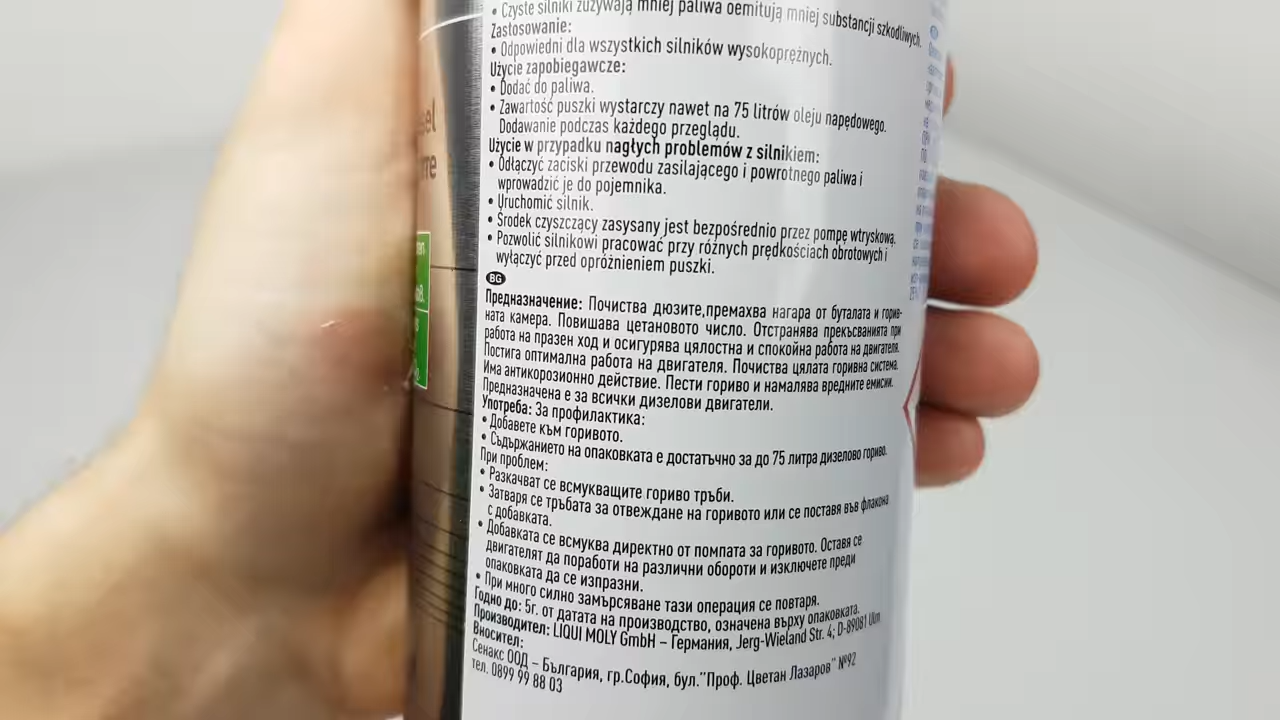 • Czyste silniki zużywają mniej paliwa oemitują mniej substancji szkodliwych.
Zastosowanie:
• Odpowiedni dla wszystkich silników wysokoprężnych.
Użycie zapobiegawcze:
• Dodać do paliwa.
• Zawartość puszki wystarczy nawet na 75 litrów oleju napędowego.
Dodawanie podczas każdego przeglądu.
Użycie w przypadku nagłych problemów z silnikiem:
• Odłączyć zaciski przewodu zasilającego i powrotnego paliwa i
wprowadzić je do pojemnika.
• Uruchomić silnik.
• Środek czyszczący zasysany jest bezpośrednio przez pompę wtryskową.
• Pozwolić silnikowi pracować przy różnych prędkościach obrotowych i
wyłączyć przed opróżnieniem puszki.
BG
Предназначение: Почиства дюзите,премахва нагара от буталата и горив-
ната камера. Повишава цетановото число. Отстранява прекъсванията при
работа на празен ход и осигурява цялостна и спокойна работа на двигателя.
Постига оптимална работа на двигателя. Почиства цялата горивна система.
Има антикорозионно действие. Пести гориво и намалява вредните емисии.
Предназначена е за всички дизелови двигатели.
Употреба: За профилактика:
• Добавете към горивото.
• Съдържанието на опаковката е достатъчно за до 75 литра дизелово гориво.
При проблем:
• Разкачват се всмукващите гориво тръби.
• Затваря се тръбата за отвеждане на горивото или се поставя във флакона
с добавката.
• Добавката се всмуква директно от помпата за горивото. Оставя се
двигателят да поработи на различни обороти и изключете преди
опаковката да се изпразни.
• При много силно замърсяване тази операция се повтаря.
Годно до: 5г. от датата на производство, означена върху опаковката.
Производител: LIQUI MOLY GmbH – Германия, Jerg-Wieland Str. 4; D-89081 Ulm
Вносител:
Сенакс ООД – България, гр.София, бул."Проф. Цветан Лазаров" №92
тел. 0899 99 88 03